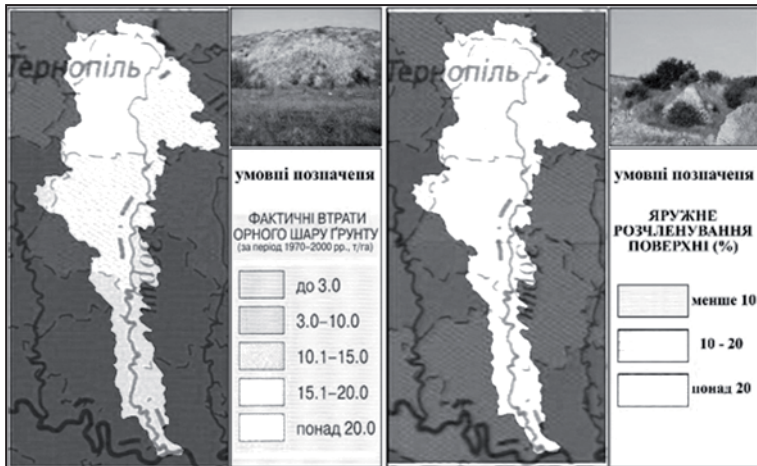 Тернопіль
умовні позначеня
ФАКТИЧНІ ВТРАТИ
ОРНОГО ШАРУ ҐРУНТУ
(за період 1970–2000 рр., т/га)
до 3.0
3.0–10.0
10.1–15.0
15.1–20.0
понад 20.0
Тернопіль
умовні позначеня
ЯРУЖНЕ
РОЗЧЛЕНУВАННЯ
ПОВЕРХНІ (%)
менше 10
10 - 20
понад 20